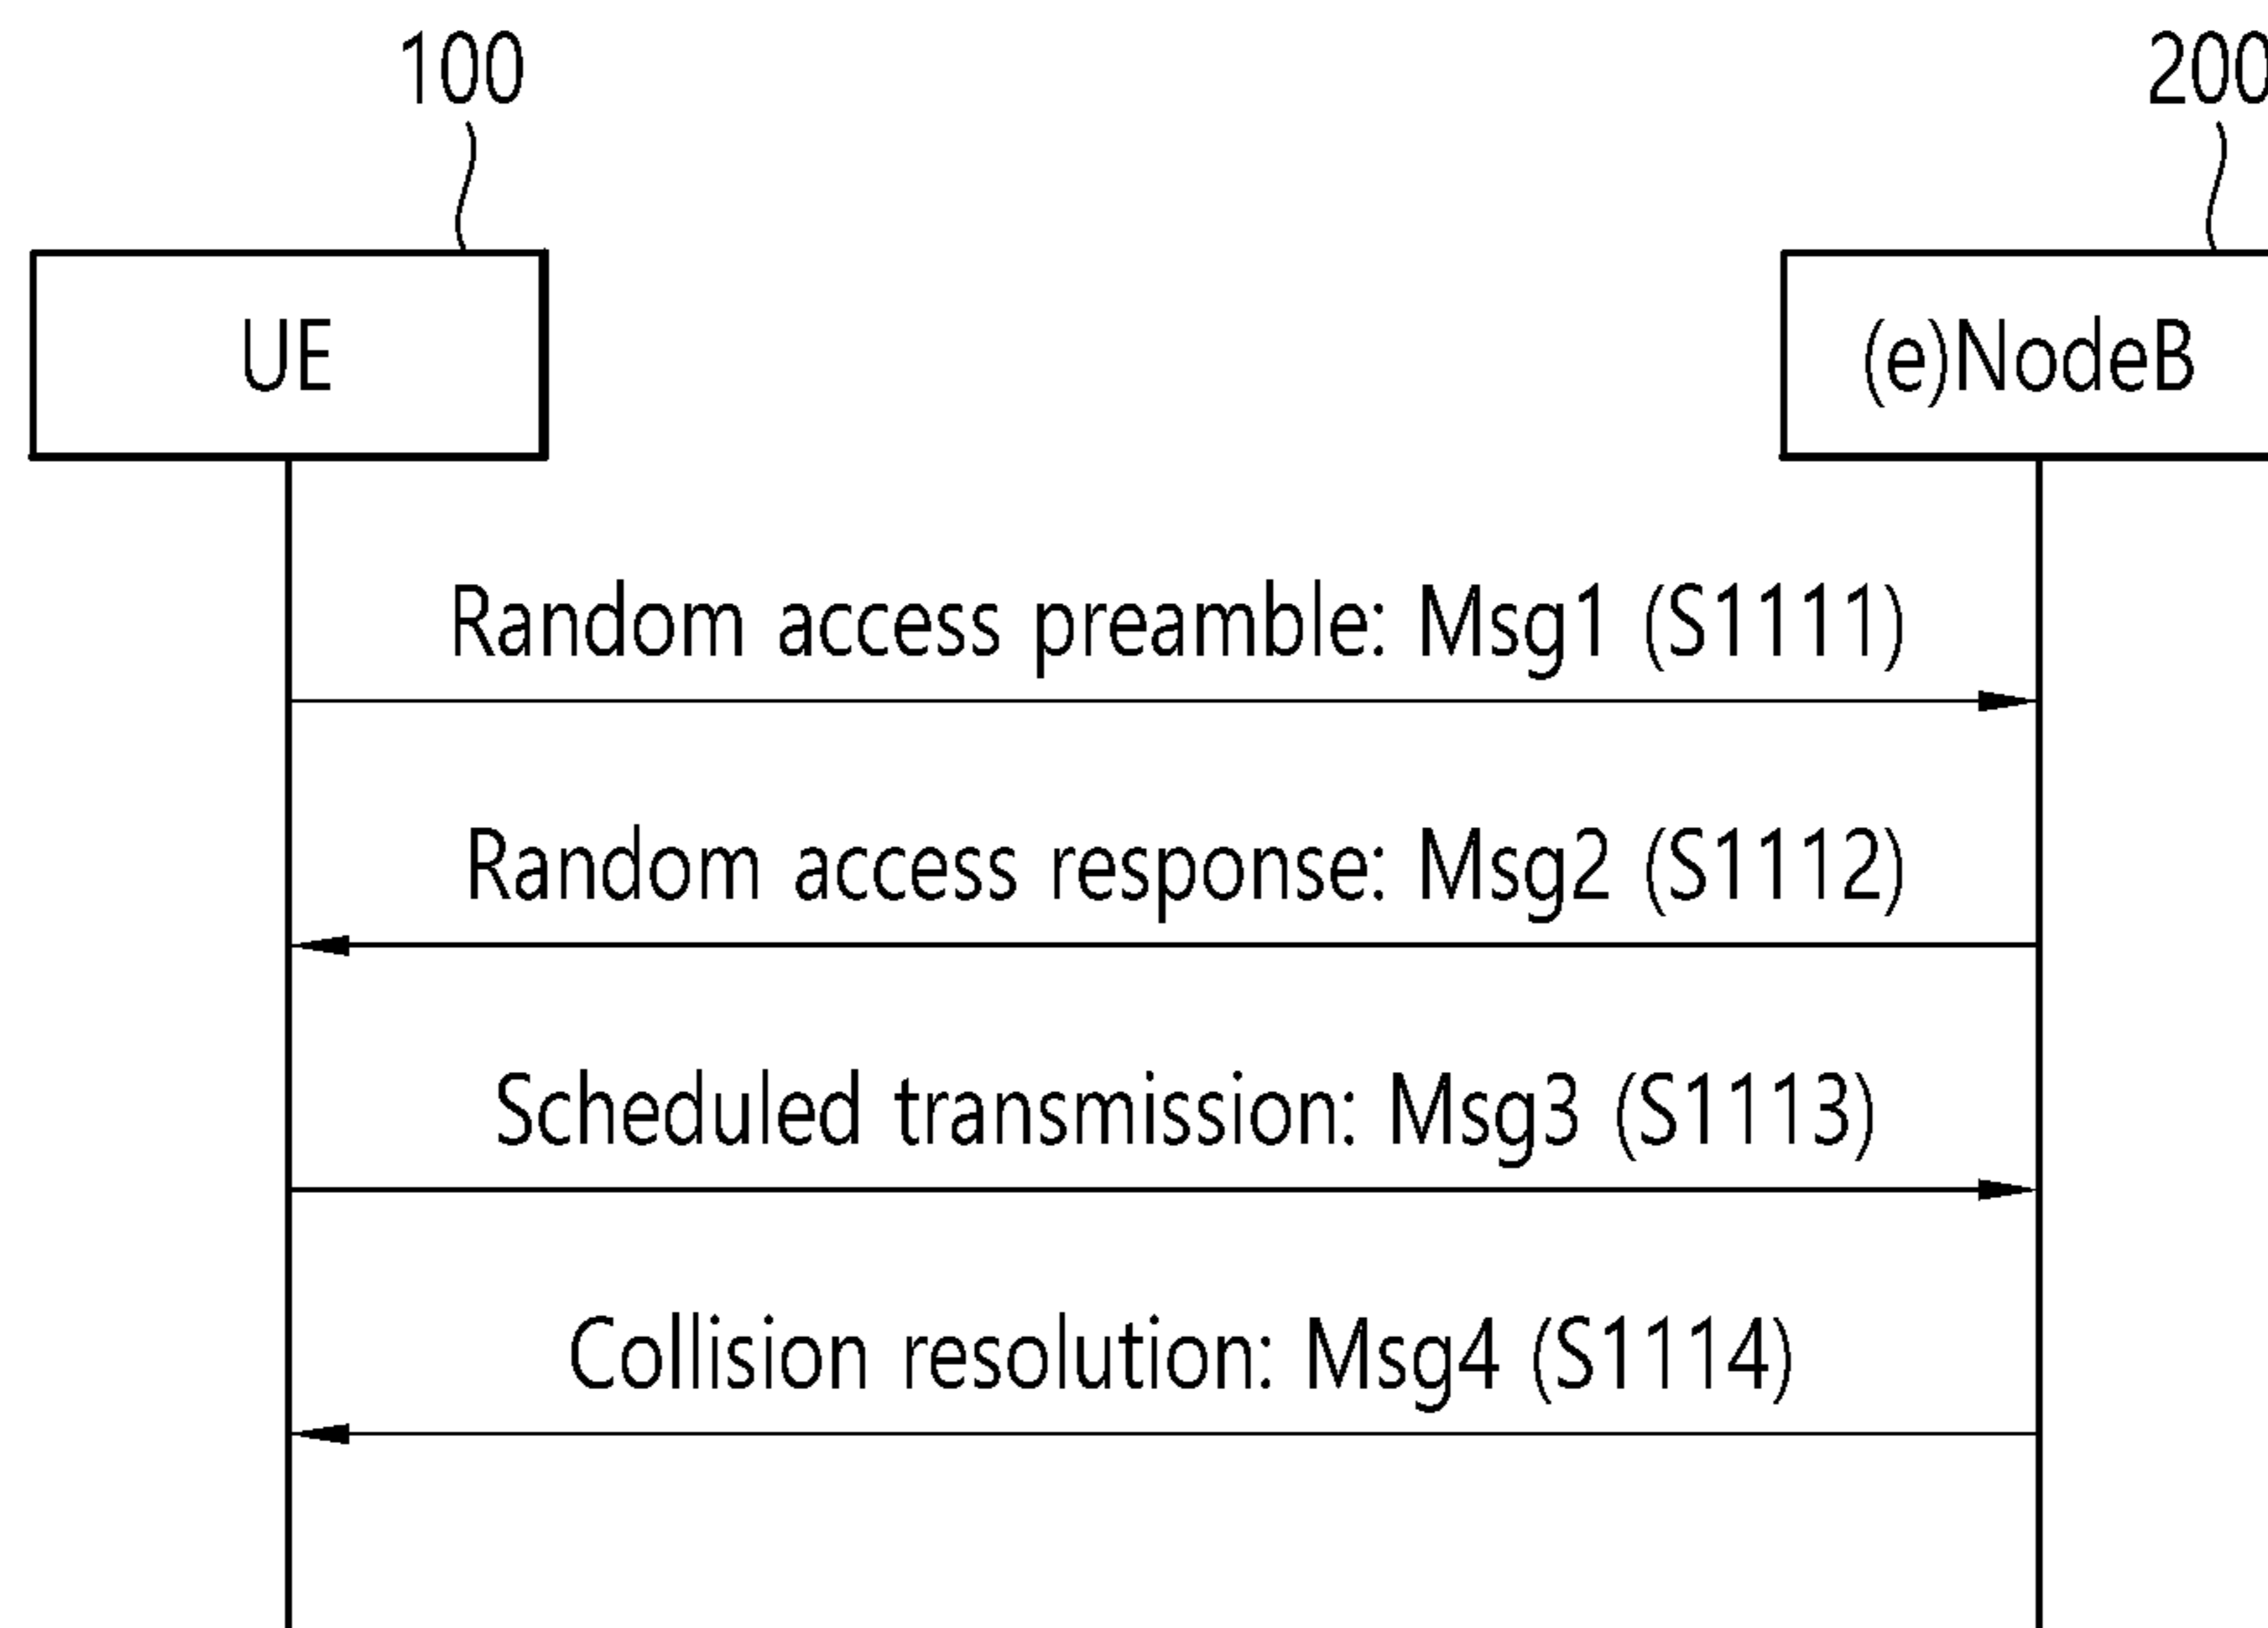 100
200
UE
(e)NodeB
Random access preamble: Msg1 (S1111)
Random access response: Msg2 (S1112)
Scheduled transmission: Msg3 (S1113)
Collision resolution: Msg4 (S1114)